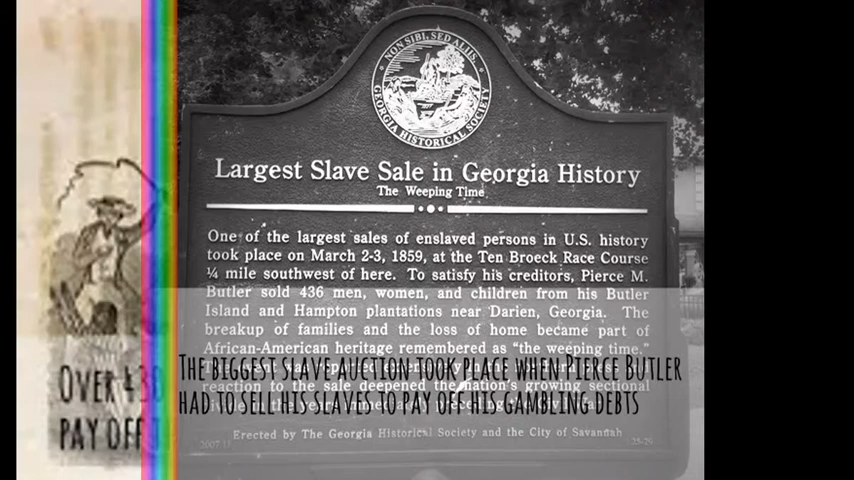 NON SIBI, SED ALIIS
GEORGIA HISTORICAL SOCIETY
Largest Slave Sale in Georgia History
The Weeping Time
One of the largest sales of enslaved persons in U.S. history
took place on March 2-3, 1859, at the Ten Broeck Race Course
¼ mile southwest of here. To satisfy his creditors, Pierce M.
Butler sold 436 men, women, and children from his Butler
Island and Hampton plantations near Darien, Georgia. The
breakup of families and the loss of home became part of
African-American heritage remembered as “the weeping time.”
reaction to the sale deepened the nation's growing sectional
Erected by The Georgia Historical Society and the City of Savannah
25-29
THE BIGGEST SLAVE AUCTION TOOK PLACE WHEN PIERCE BUTLER
HAD TO SELL HIS SLAVES TO PAY OFF HIS GAMBLING DEBTS
OVER
PAY OFF